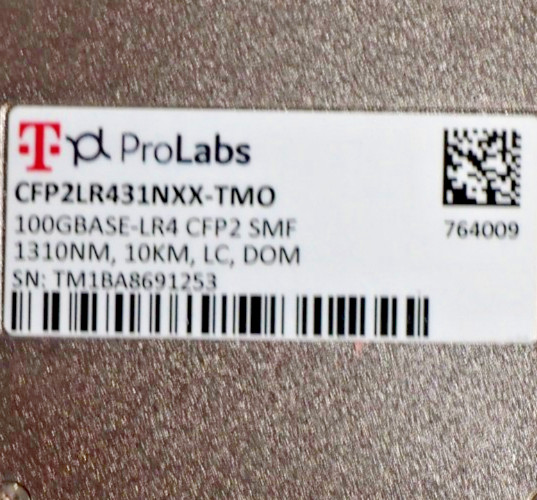 T ProLabs
CFP2LR431NXX-TMO
100GBASE-LR4 CFP2 SMF
1310NM, 10KM, LC, DOM
SN: TM1BA8691253
764009